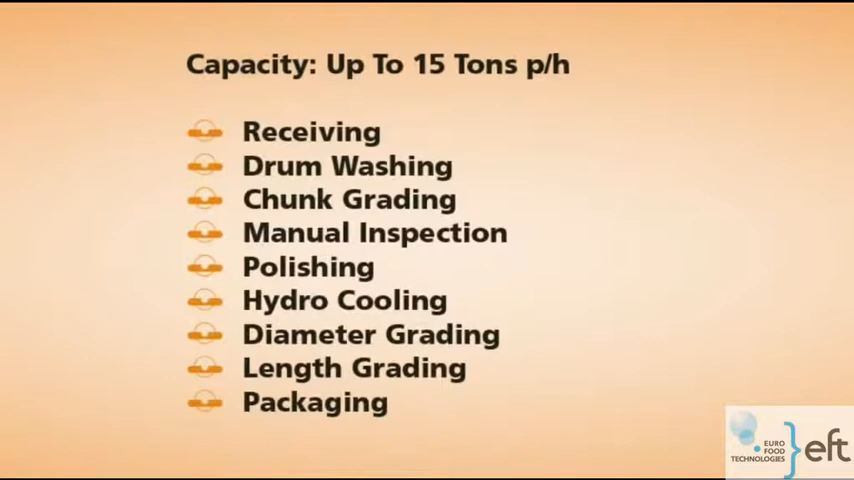 Capacity: Up To 15 Tons p/h
Receiving
Drum Washing
Chunk Grading
Manual Inspection
Polishing
Hydro Cooling
Diameter Grading
Length Grading
Packaging
EURO
FOOD
TECHNOLOGIES
eft